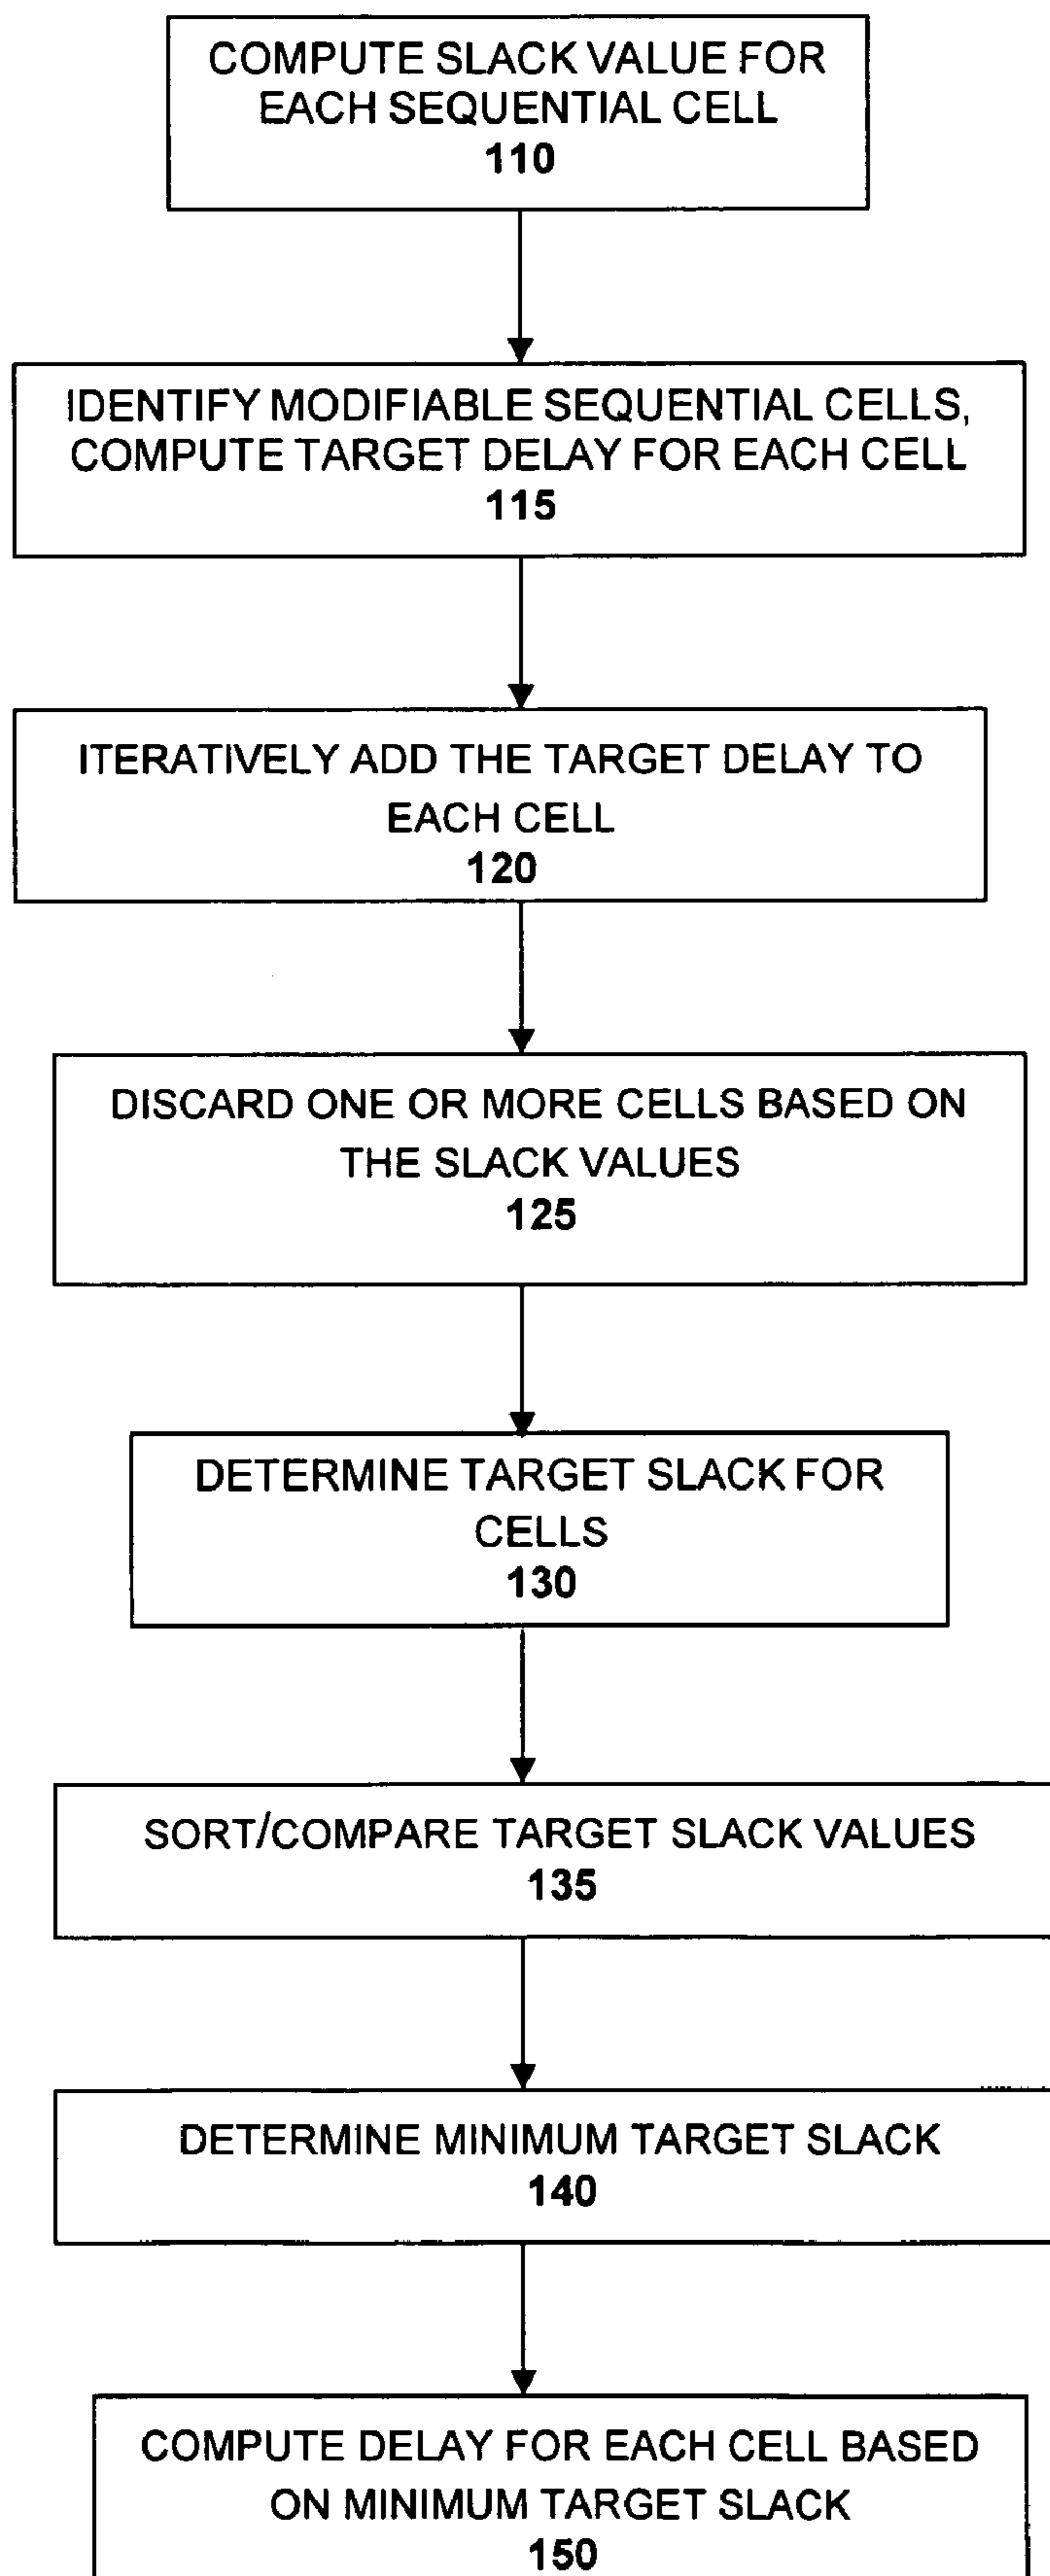 COMPUTE SLACK VALUE FOR
EACH SEQUENTIAL CELL
110
IDENTIFY MODIFIABLE SEQUENTIAL CELLS,
COMPUTE TARGET DELAY FOR EACH CELL
115
ITERATIVELY ADD THE TARGET DELAY TO
EACH CELL
120
DISCARD ONE OR MORE CELLS BASED ON
THE SLACK VALUES
125
DETERMINE TARGET SLACK FOR
CELLS
130
SORT/COMPARE TARGET SLACK VALUES
135
DETERMINE MINIMUM TARGET SLACK
140
COMPUTE DELAY FOR EACH CELL BASED
ON MINIMUM TARGET SLACK
150